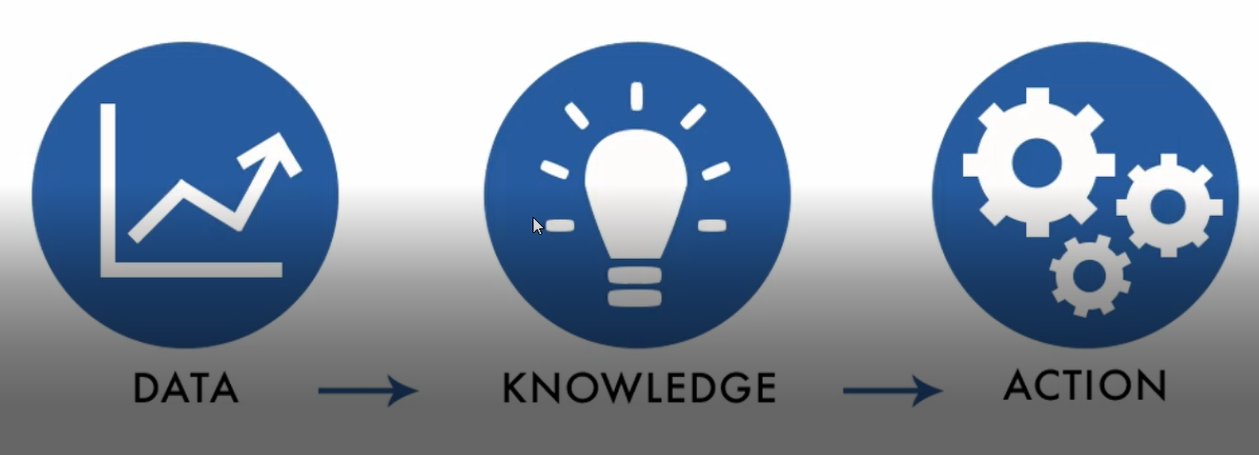 DATA
KNOWLEDGE
ACTION